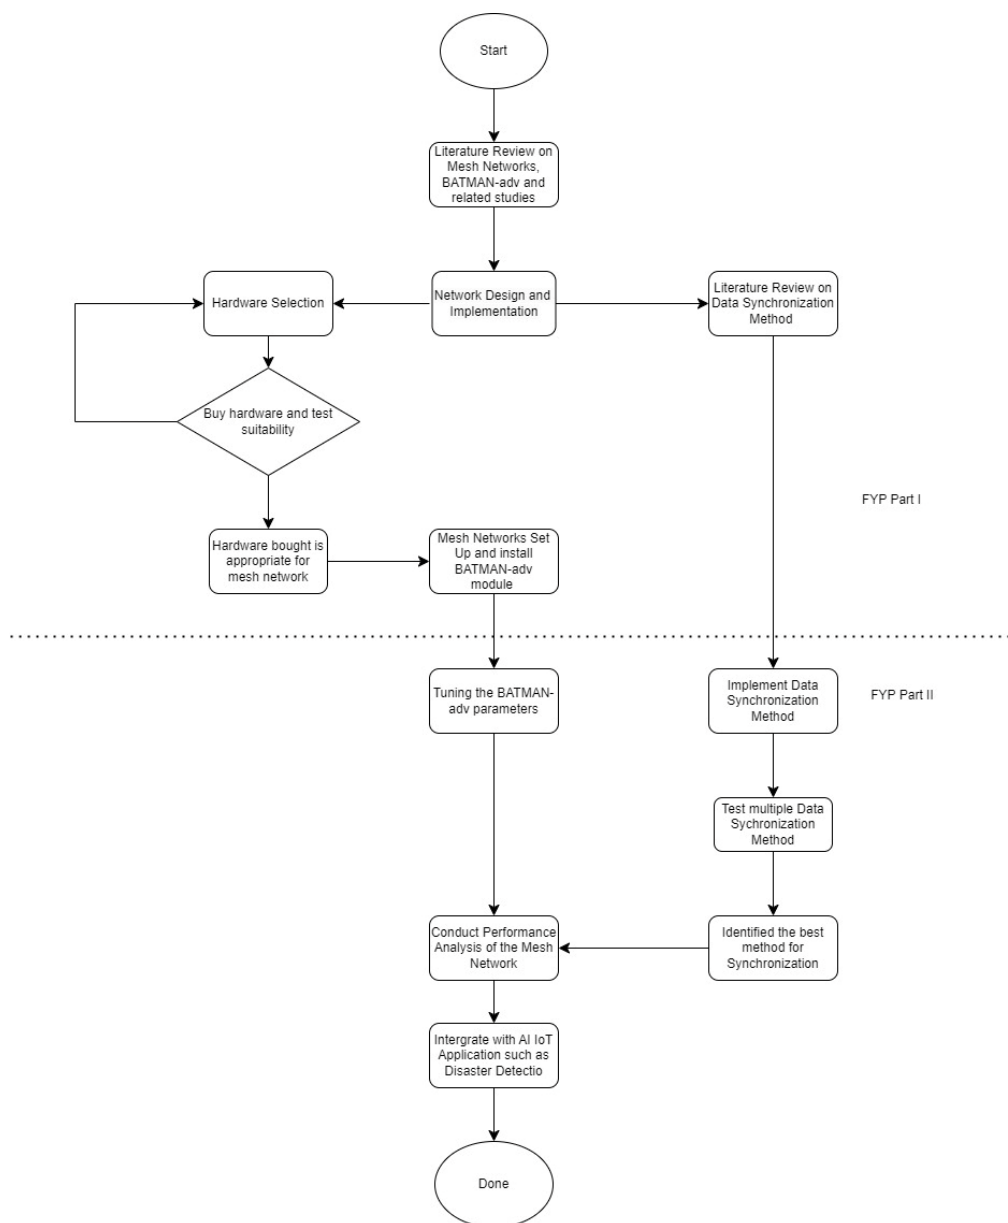 Start
Literature Review on
Mesh Networks,
BATMAN-adv and
related studies
Hardware Selection
Network Design and
Implementation
Literature Review on
Data Synchronization
Method
Buy hardware and test
suitability
FYP Part I
Hardware bought is
appropriate for
mesh network
Mesh Networks Set
Up and install
BATMAN-adv
module
Tuning the BATMAN-
adv parameters
Implement Data
Synchronization
Method
FYP Part II
Test multiple Data
Sychronization
Method
Conduct Performance
Analysis of the Mesh
Network
Identified the best
method for
Synchronization
Intergrate with AI IoT
Application such as
Disaster Detectio
Done